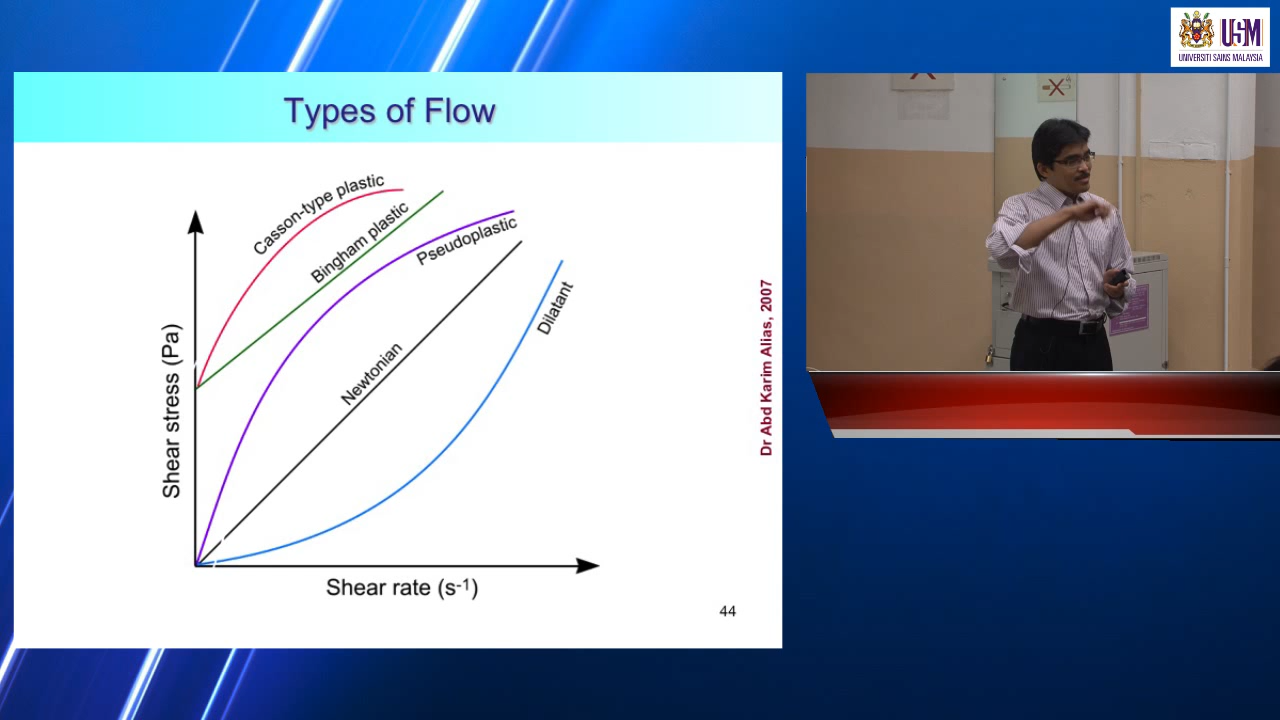 USM
UNIVERSITI SAINS MALAYSIA
Types of Flow
Casson-type plastic
Bingham plastic
Pseudoplastic
Newtonian
Dilatant
Shear stress (Pa)
Shear rate (s-1)
Dr Abd Karim Alias, 2007
44